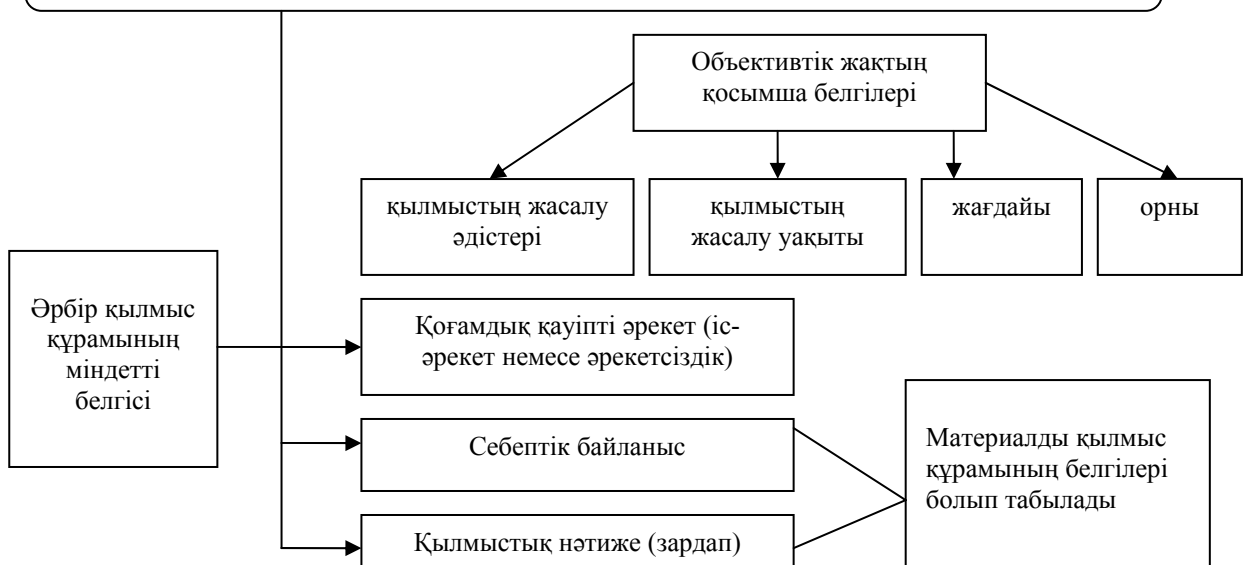 Объективтік жақтың
қосымша белгілері
қылмыстың жасалу
әдістері
қылмыстың
жасалу уақыты
жағдайы
орны
Әрбір қылмыс
құрамының
міндетті
белгісі
Қоғамдық қауіпті әрекет (іс-
әрекет немесе әрекетсіздік)
Себептік байланыс
Қылмыстық нәтиже (зардап)
Материалды қылмыс
құрамының белгілері
болып табылады